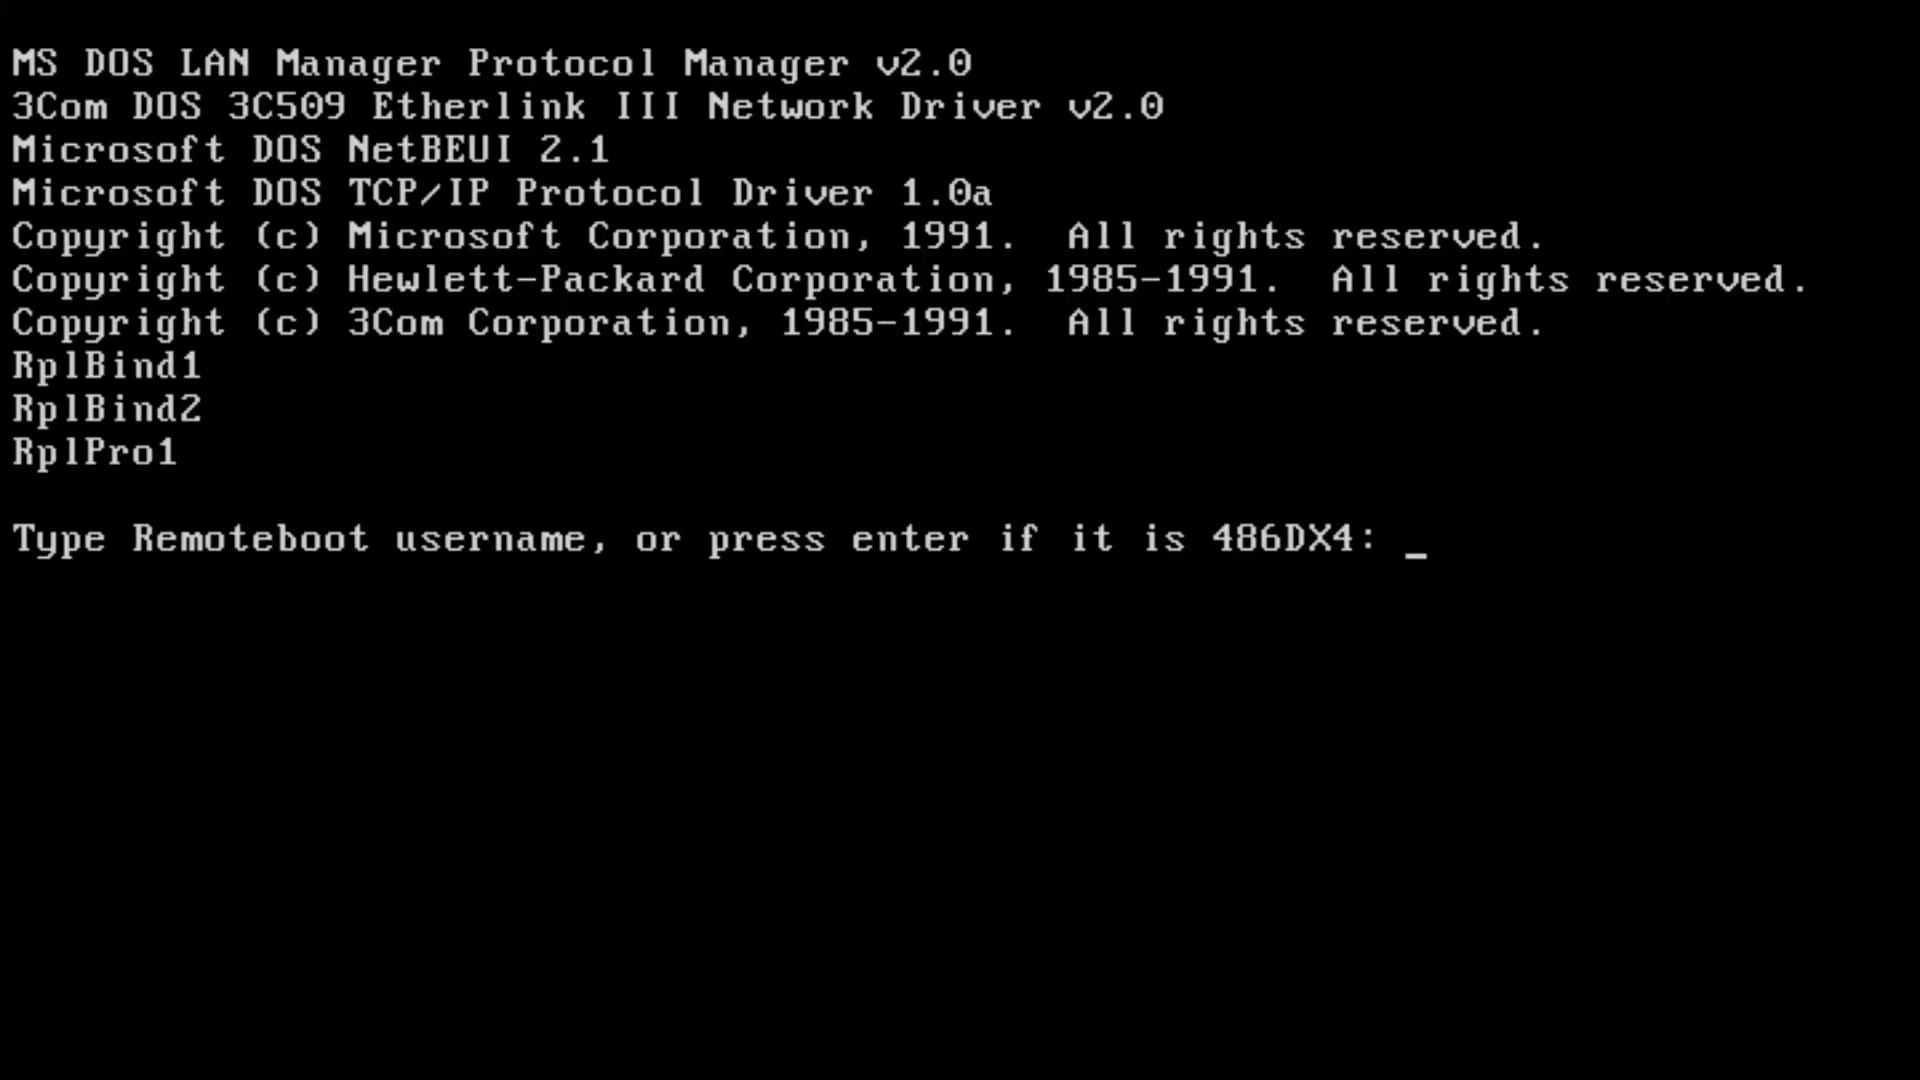 MS DOS LAN Manager Protocol Manager v2.0
3Com DOS 3C509 Etherlink III Network Driver v2.0
Microsoft DOS NetBEUI 2.1
Microsoft DOS TCP/IP Protocol Driver 1.0a
Copyright (c) Microsoft Corporation, 1991.  All rights reserved.
Copyright (c) Hewlett-Packard Corporation, 1985-1991.  All rights reserved.
Copyright (c) 3Com Corporation, 1985-1991.  All rights reserved.
RplBind1
RplBind2
RplPro1
Type Remoteboot username, or press enter if it is 486DX4: _